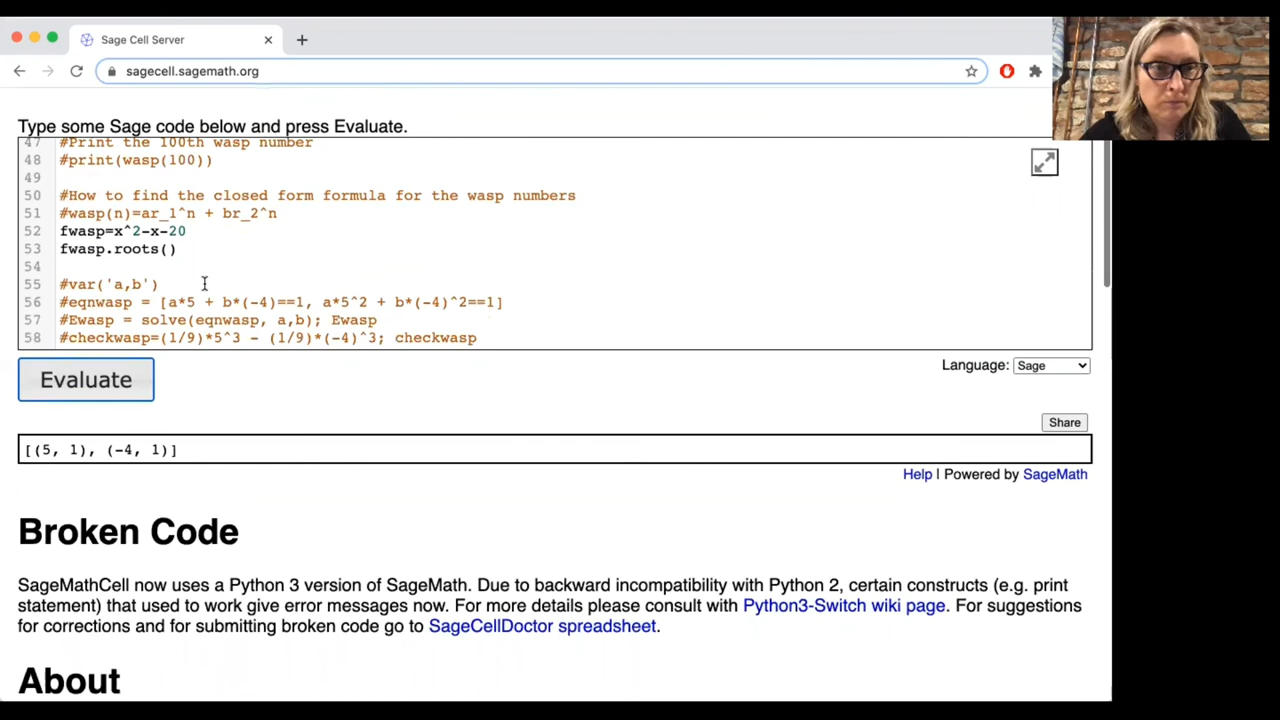 Sage Cell Server
sagecell.sagemath.org
Type some Sage code below and press Evaluate.
47 #Print the 100th wasp number
48 #print(wasp(100))
49
50 #How to find the closed form formula for the wasp numbers
51 #wasp(n)=ar_1^n + br_2^n
52 fwasp=x^2-x-20
53 fwasp.roots()
54
55 #var('a,b')
56 #eqnwasp = [a*5 + b*(-4)==1, a*5^2 + b*(-4)^2==1]
57 #Ewasp = solve(eqnwasp, a,b); Ewasp
58 #checkwasp=(1/9)*5^3 - (1/9)*(-4)^3; checkwasp
Evaluate
Language: Sage
Share
[(5, 1), (-4, 1)]
Help | Powered by SageMath
Broken Code
SageMathCell now uses a Python 3 version of SageMath. Due to backward incompatibility with Python 2, certain constructs (e.g. print
statement) that used to work give error messages now. For more details please consult with Python3-Switch wiki page. For suggestions
for corrections and for submitting broken code go to SageCellDoctor spreadsheet.
About